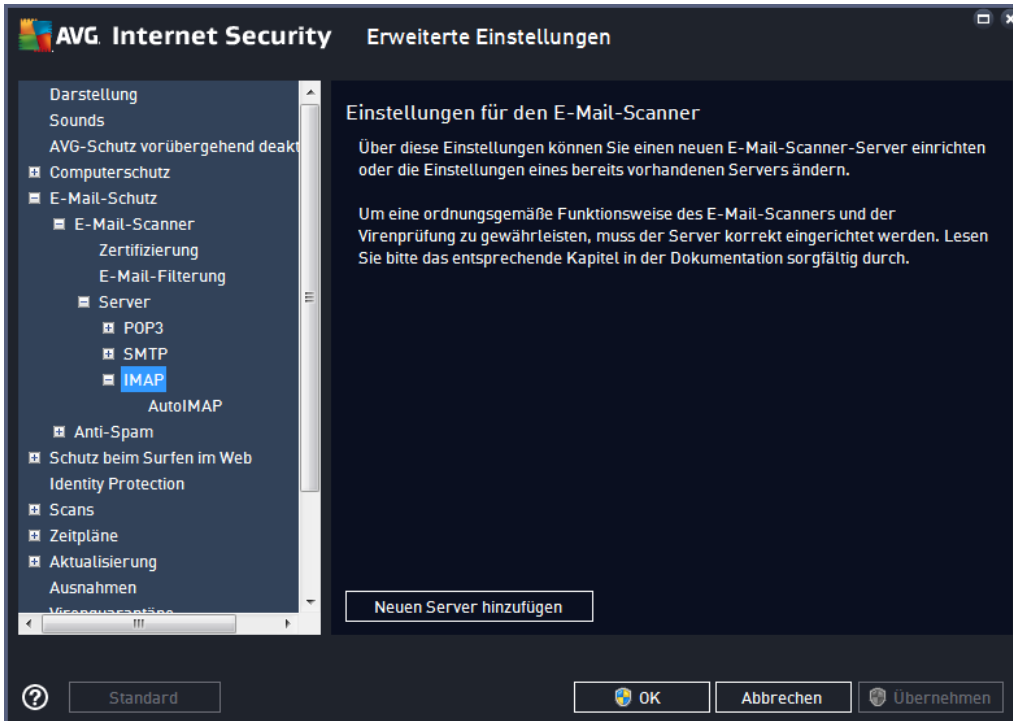 AVG. Internet Security Erweiterte Einstellungen
Darstellung
Sounds
AVG-Schutz vorübergehend deakt
Computerschutz
E-Mail-Schutz
E-Mail-Scanner
Zertifizierung
E-Mail-Filterung
Server
POP3
SMTP
IMAP
AutoIMAP
Anti-Spam
Schutz beim Surfen im Web
Identity Protection
Scans
Zeitpläne
Aktualisierung
Ausnahmen
Virenquarantäne
Einstellungen für den E-Mail-Scanner
Über diese Einstellungen können Sie einen neuen E-Mail-Scanner-Server einrichten
oder die Einstellungen eines bereits vorhandenen Servers ändern.
Um eine ordnungsgemäße Funktionsweise des E-Mail-Scanners und der
Virenprüfung zu gewährleisten, muss der Server korrekt eingerichtet werden. Lesen
Sie bitte das entsprechende Kapitel in der Dokumentation sorgfältig durch.
Neuen Server hinzufügen
Standard
OK
Abbrechen
Übernehmen